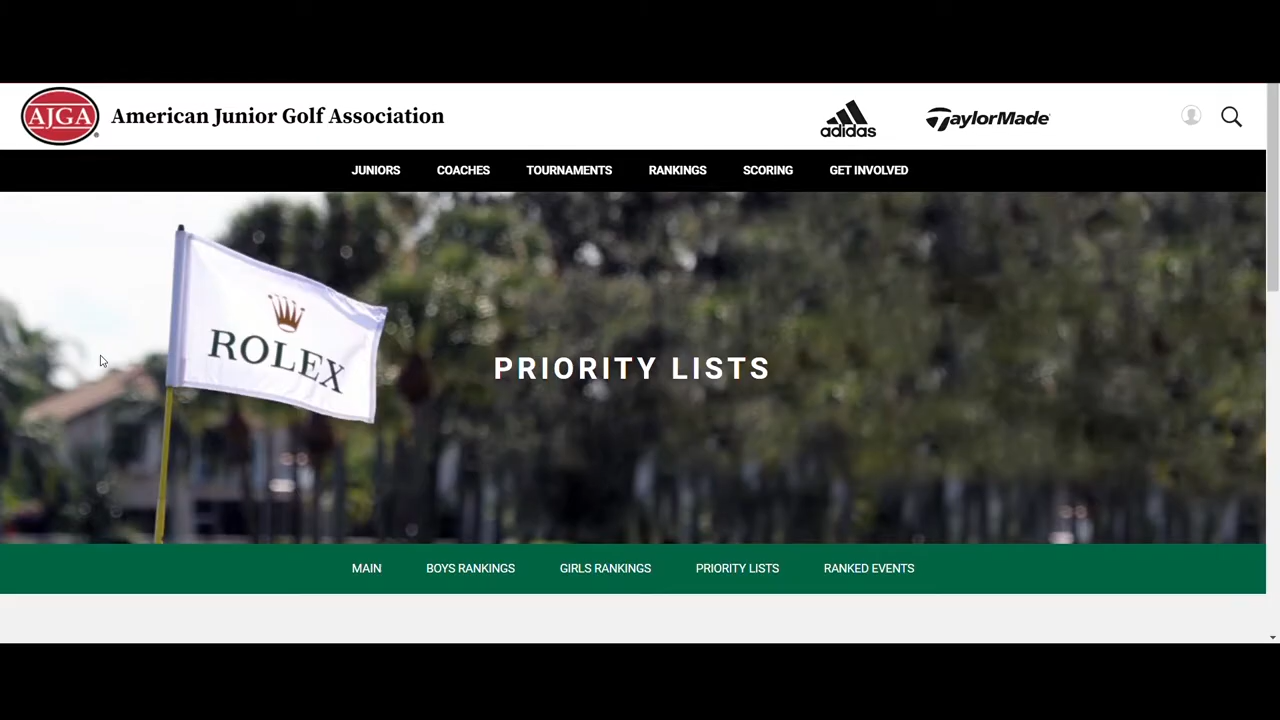 AJGA American Junior Golf Association
adidas TaylorMade
JUNIORS COACHES TOURNAMENTS RANKINGS SCORING GET INVOLVED
ROLEX
PRIORITY LISTS
MAIN BOYS RANKINGS GIRLS RANKINGS PRIORITY LISTS RANKED EVENTS